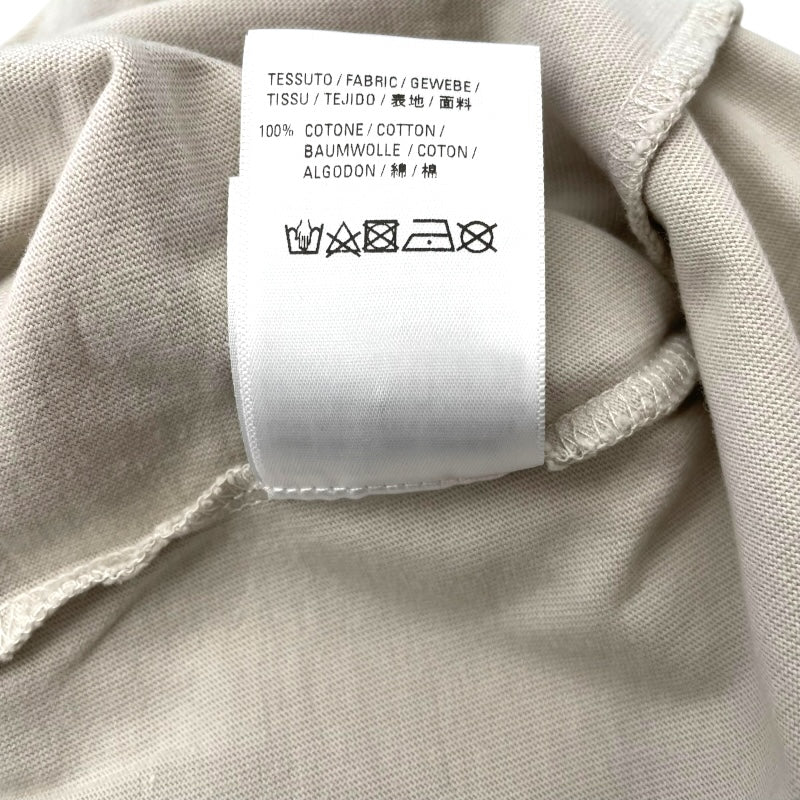 TESSUTO / FABRIC / GEWEBE /
TISSU / TEJIDO / 表地 / 面料
100% COTONE / COTTON /
BAUMWOLLE / COTON /
ALGODON / 綿 / 棉